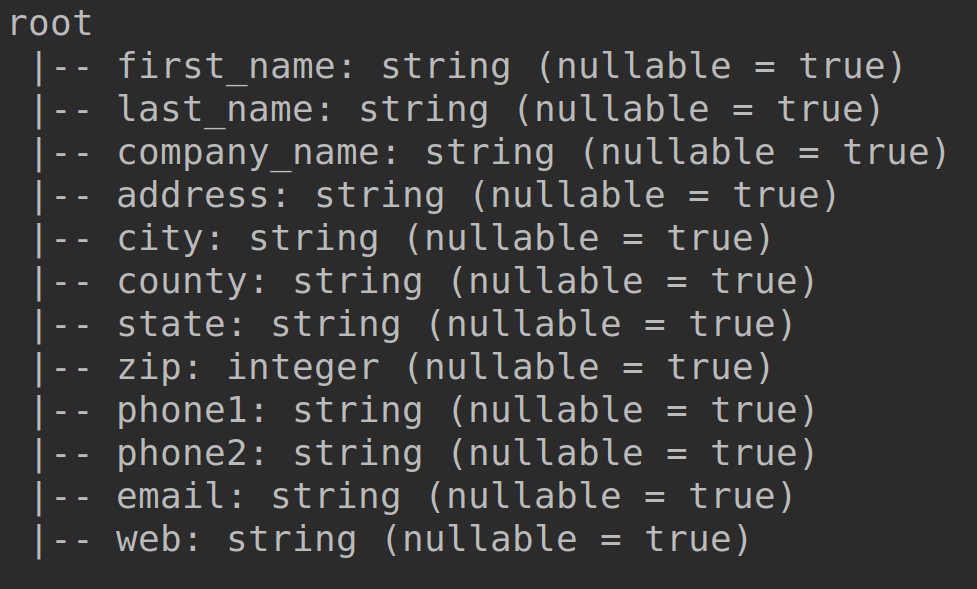 root
 |-- first_name: string (nullable = true)
 |-- last_name: string (nullable = true)
 |-- company_name: string (nullable = true)
 |-- address: string (nullable = true)
 |-- city: string (nullable = true)
 |-- county: string (nullable = true)
 |-- state: string (nullable = true)
 |-- zip: integer (nullable = true)
 |-- phone1: string (nullable = true)
 |-- phone2: string (nullable = true)
 |-- email: string (nullable = true)
 |-- web: string (nullable = true)